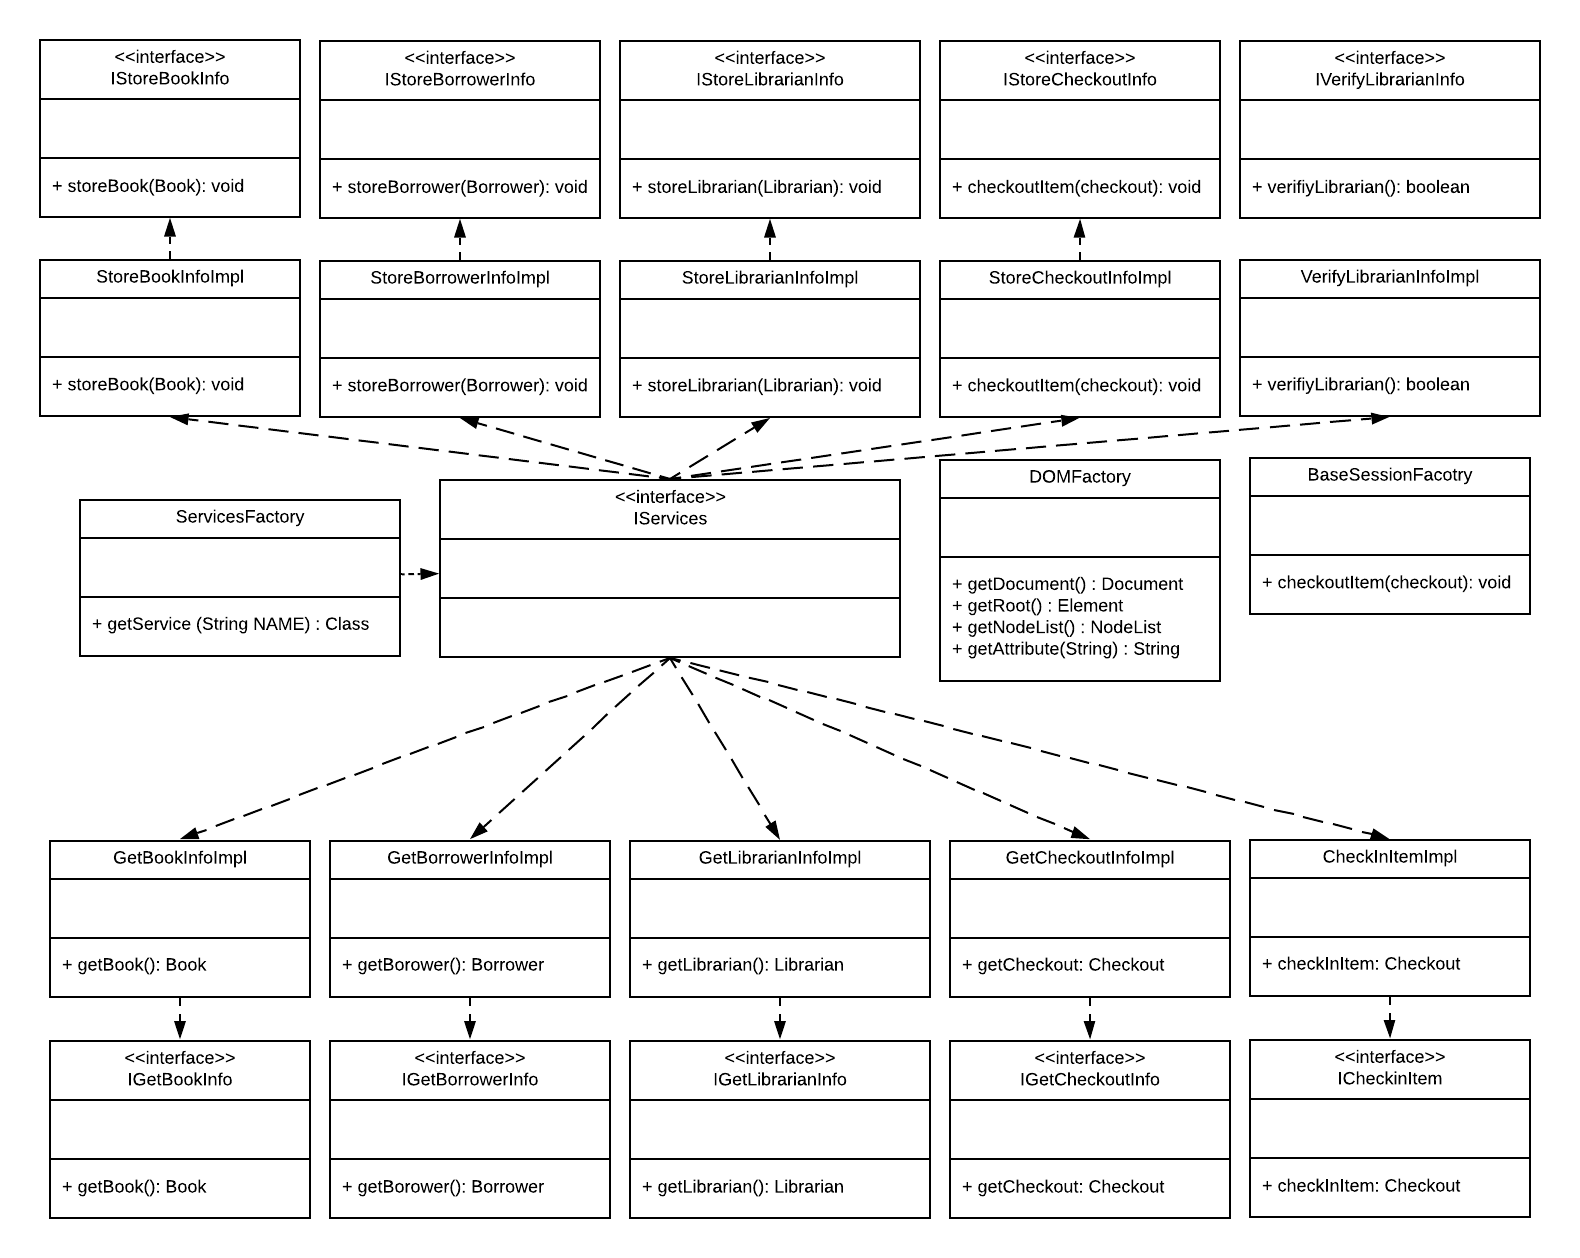 <<interface>>
IStoreBookInfo
+ storeBook(Book): void
<<interface>>
IStoreBorrowerInfo
+ storeBorrower(Borrower): void
<<interface>>
IStoreLibrarianInfo
+ storeLibrarian(Librarian): void
<<interface>>
IStoreCheckoutInfo
+ checkoutItem(checkout): void
<<interface>>
IVerifyLibrarianInfo
+ verifiyLibrarian(): boolean
StoreBookInfoImpl
+ storeBook(Book): void
StoreBorrowerInfoImpl
+ storeBorrower(Borrower): void
StoreLibrarianInfoImpl
+ storeLibrarian(Librarian): void
StoreCheckoutInfoImpl
+ checkoutItem(checkout): void
VerifyLibrarianInfoImpl
+ verifiyLibrarian(): boolean
ServicesFactory
+ getService (String NAME) : Class
<<interface>>
IServices
DOMFactory
+ getDocument() : Document
+ getRoot() : Element
+ getNodeList() : NodeList
+ getAttribute(String) : String
BaseSessionFacotry
+ checkoutItem(checkout): void
GetBookInfoImpl
+ getBook(): Book
GetBorrowerInfoImpl
+ getBorower(): Borrower
GetLibrarianInfoImpl
+ getLibrarian(): Librarian
GetCheckoutInfoImpl
+ getCheckout: Checkout
CheckInItemImpl
+ checkInItem: Checkout
<<interface>>
IGetBookInfo
+ getBook(): Book
<<interface>>
IGetBorrowerInfo
+ getBorower(): Borrower
<<interface>>
IGetLibrarianInfo
+ getLibrarian(): Librarian
<<interface>>
IGetCheckoutInfo
+ getCheckout: Checkout
<<interface>>
ICheckinItem
+ checkInItem: Checkout